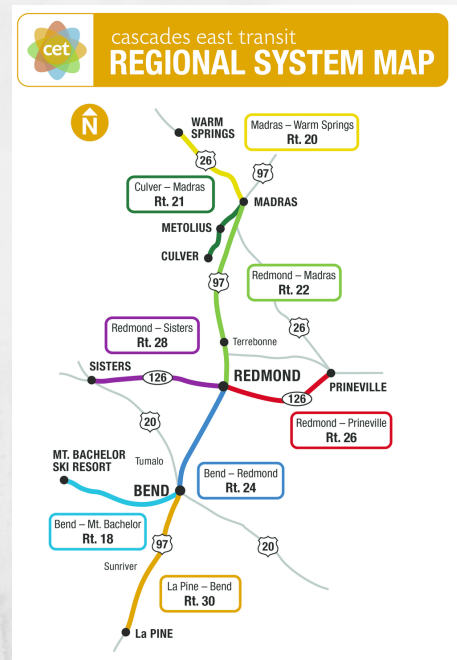 cet
cascades east transit
REGIONAL SYSTEM MAP
N
WARM
SPRINGS
Madras – Warm Springs
Rt. 20
26
97
Culver – Madras
Rt. 21
MADRAS
METOLIUS
CULVER
97
Redmond – Madras
Rt. 22
Redmond – Sisters
Rt. 28
26
Terrebonne
SISTERS
126
REDMOND
PRINEVILLE
126
20
Redmond – Prineville
Rt. 26
MT. BACHELOR
SKI RESORT
Tumalo
BEND
Bend – Redmond
Rt. 24
Bend – Mt. Bachelor
Rt. 18
97
20
Sunriver
La Pine – Bend
Rt. 30
La PINE